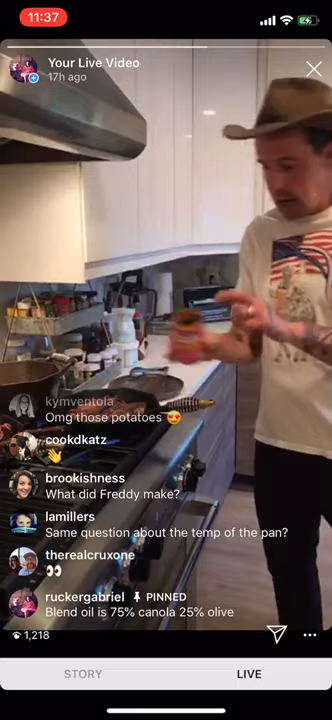 11:37
Your Live Video
17h ago
kymventola
Omg those potatoes 😍
cookdkatz
👋
brookishness
What did Freddy make?
lamillers
Same question about the temp of the pan?
therealcruxone
👀
ruckergabriel 📌 PINNED
Blend oil is 75% canola 25% olive
1,218
STORY
LIVE